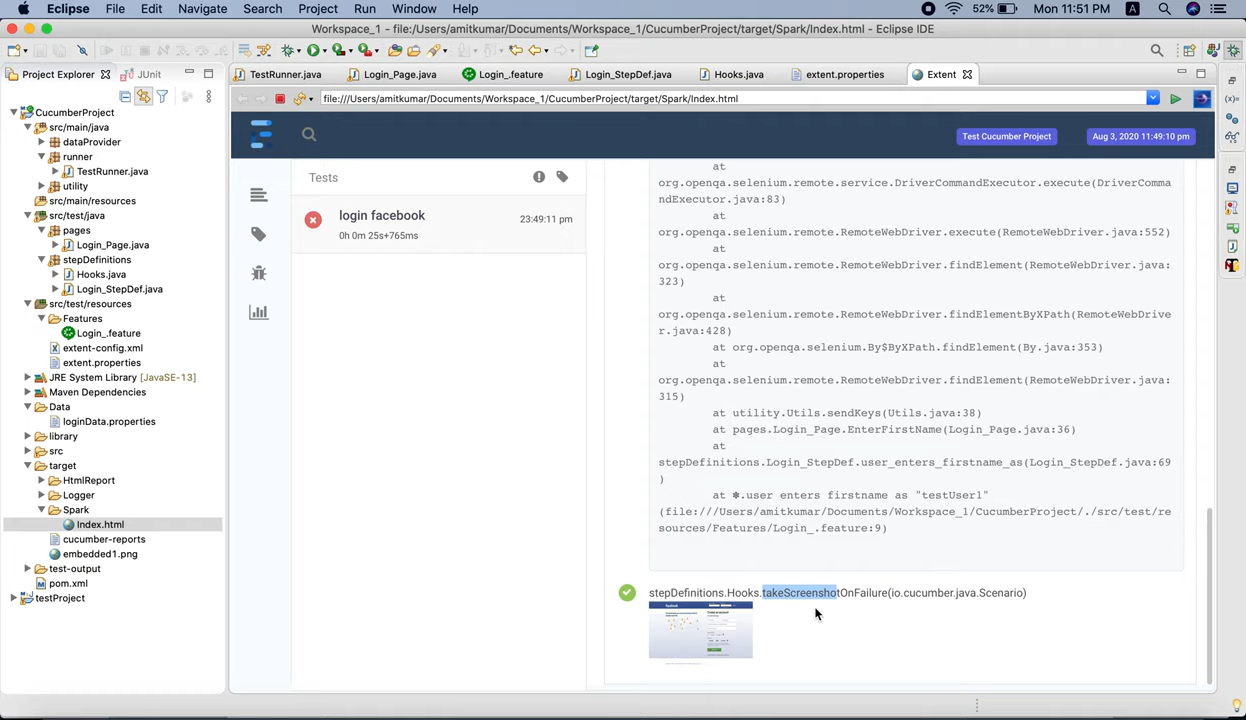 Eclipse File Edit Navigate Search Project Run Window Help 52% Mon 11:51 PM A
Workspace_1 - file:/Users/amitkumar/Documents/Workspace_1/CucumberProject/target/Spark/Index.html - Eclipse IDE
Project Explorer JUnit TestRunner.java Login_Page.java Login_.feature Login_StepDef.java Hooks.java extent.properties Extent
file:///Users/amitkumar/Documents/Workspace_1/CucumberProject/target/Spark/Index.html
CucumberProject
src/main/java
dataProvider
runner
TestRunner.java
utility
src/main/resources
src/test/java
pages
Login_Page.java
stepDefinitions
Hooks.java
Login_StepDef.java
src/test/resources
Features
Login_.feature
extent-config.xml
extent.properties
JRE System Library [JavaSE-13]
Maven Dependencies
Data
loginData.properties
library
src
target
HtmlReport
Logger
Spark
Index.html
cucumber-reports
embedded1.png
test-output
pom.xml
testProject
Test Cucumber Project Aug 3, 2020 11:49:10 pm
Tests
login facebook 23:49:11 pm
0h 0m 25s+765ms
at
org.openqa.selenium.remote.service.DriverCommandExecutor.execute(DriverComma
ndExecutor.java:83)
at
org.openqa.selenium.remote.RemoteWebDriver.execute(RemoteWebDriver.java:552)
at
org.openqa.selenium.remote.RemoteWebDriver.findElement(RemoteWebDriver.java:
323)
at
org.openqa.selenium.remote.RemoteWebDriver.findElementByXPath(RemoteWebDrive
r.java:428)
at org.openqa.selenium.By$ByXPath.findElement(By.java:353)
at
org.openqa.selenium.remote.RemoteWebDriver.findElement(RemoteWebDriver.java:
315)
at utility.Utils.sendKeys(Utils.java:38)
at pages.Login_Page.EnterFirstName(Login_Page.java:36)
at
stepDefinitions.Login_StepDef.user_enters_firstname_as(Login_StepDef.java:69
)
at ✽.user enters firstname as "testUser1"
(file:///Users/amitkumar/Documents/Workspace_1/CucumberProject/./src/test/re
sources/Features/Login_.feature:9)
stepDefinitions.Hooks.takeScreenshotOnFailure(io.cucumber.java.Scenario)